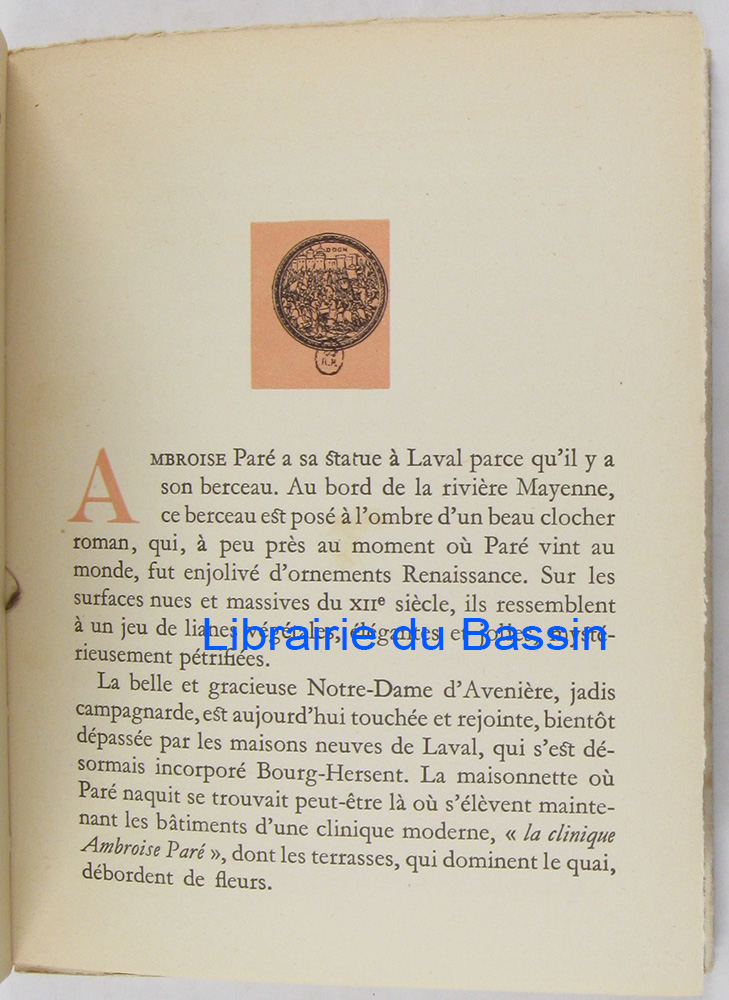 DOGM
AMBROISE Paré a sa statue à Laval parce qu'il y a
son berceau. Au bord de la rivière Mayenne,
ce berceau est posé à l'ombre d'un beau clocher
roman, qui, à peu près au moment où Paré vint au
monde, fut enjolivé d'ornements Renaissance. Sur les
surfaces nues et massives du XIIe siècle, ils ressemblent
à un jeu de lianes végétales, élégantes et jolies, mysté-
Librairie du Bassin
rieusement pétrifiées.
La belle et gracieuse Notre-Dame d'Avenière, jadis
campagnarde, est aujourd'hui touchée et rejointe, bientôt
dépassée par les maisons neuves de Laval, qui s'est dé-
sormais incorporé Bourg-Hersent. La maisonnette où
Paré naquit se trouvait peut-être là où s'élèvent mainte-
nant les bâtiments d'une clinique moderne, « la clinique
Ambroise Paré », dont les terrasses, qui dominent le quai,
débordent de fleurs.